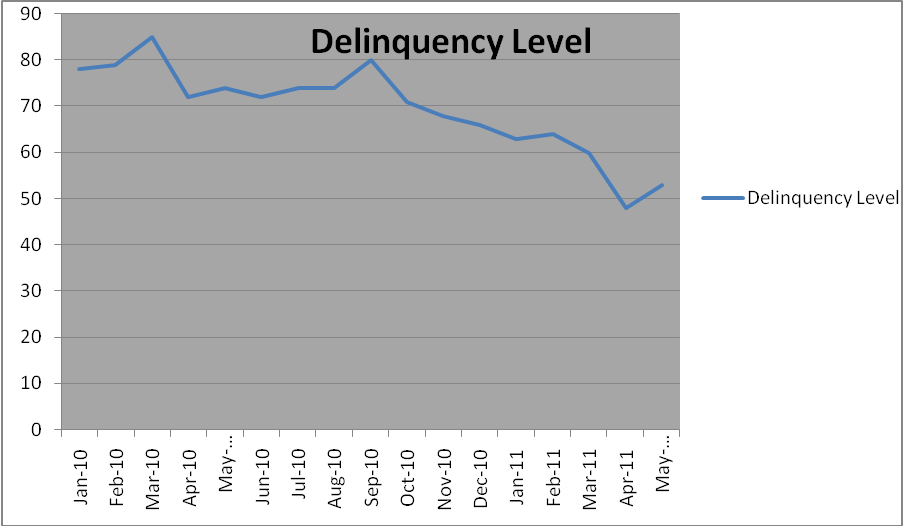 Delinquency Level
90
80
70
60
50
40
30
20
10
0
Jan-10
Feb-10
Mar-10
Apr-10
May-...
Jun-10
Jul-10
Aug-10
Sep-10
Oct-10
Nov-10
Dec-10
Jan-11
Feb-11
Mar-11
Apr-11
May-...
Delinquency Level